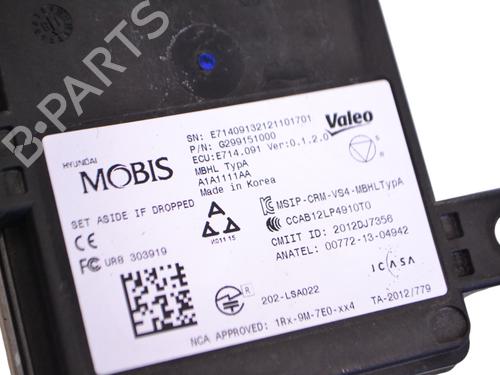 B-PARTS
SN: E7140913212110170​1
P/N: G299151000
ECU:E714.091 Ver:0.1.2.0
MBHL TypA
A1A1111AA
Made in Korea
Valeo
HYUNDAI
MOBIS
SET ASIDE IF DROPPED
CE
FC UR8 303919
MSIP-CRM-VS4-MBHLTypA
CCAB12LP4910T0
CMIIT ID: 2012DJ7356
ANATEL: 00772-13-04942
R 202-LSA022
ICASA
TA-2012/779
NCA APPROVED: 1Rx-9M-7E0-xx4